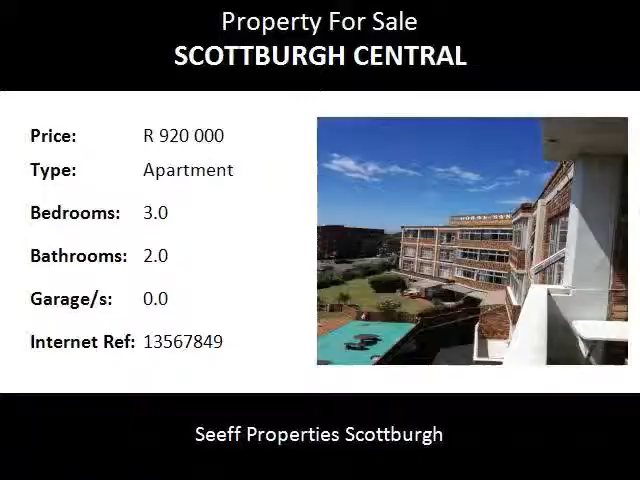 Property For Sale
SCOTTBURGH CENTRAL
Price: R 920 000
Type: Apartment
Bedrooms: 3.0
Bathrooms: 2.0
Garage/s: 0.0
Internet Ref: 13567849
Seeff Properties Scottburgh